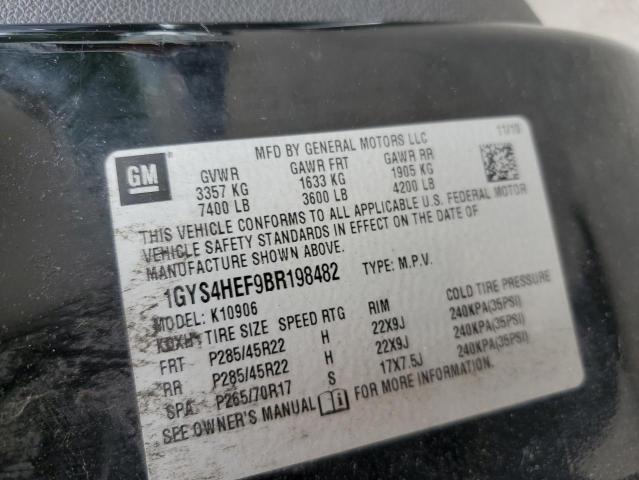 GM
MFD BY GENERAL MOTORS LLC 11/10
GVWR GAWR FRT GAWR RR
3357 KG 1633 KG 1905 KG
7400 LB 3600 LB 4200 LB
THIS VEHICLE CONFORMS TO ALL APPLICABLE U.S. FEDERAL MOTOR
VEHICLE SAFETY STANDARDS IN EFFECT ON THE DATE OF
MANUFACTURE SHOWN ABOVE.
1GYS4HEF9BR198482 TYPE: M.P.V.
MODEL: K10906
TIRE SIZE SPEED RTG RIM COLD TIRE PRESSURE
FRT P285/45R22 H 22X9J 240KPA(35PSI)
RR P285/45R22 H 22X9J 240KPA(35PSI)
SPA P265/70R17 S 17X7.5J 240KPA(35PSI)
SEE OWNER'S MANUAL FOR MORE INFORMATION.